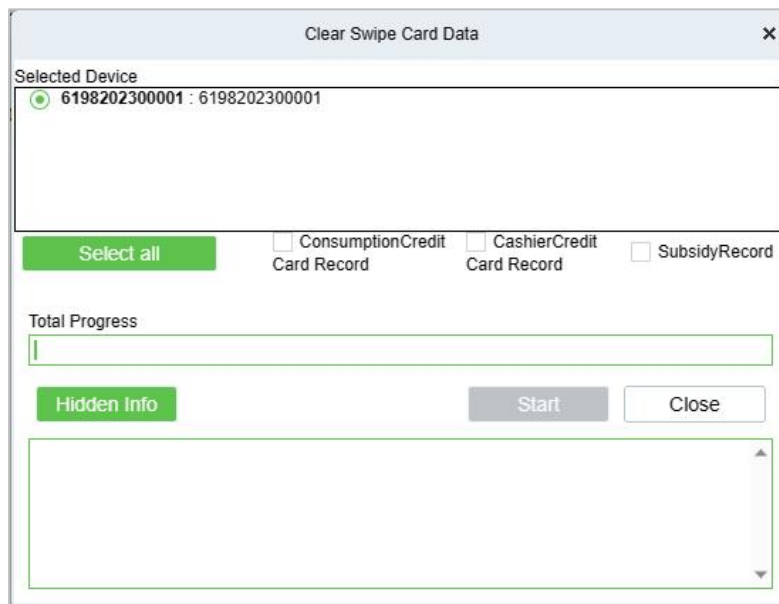 Clear Swipe Card Data
Selected Device
6198202300001 : 6198202300001
Select all
ConsumptionCredit
Card Record
CashierCredit
Card Record
SubsidyRecord
Total Progress
Hidden Info
Start
Close